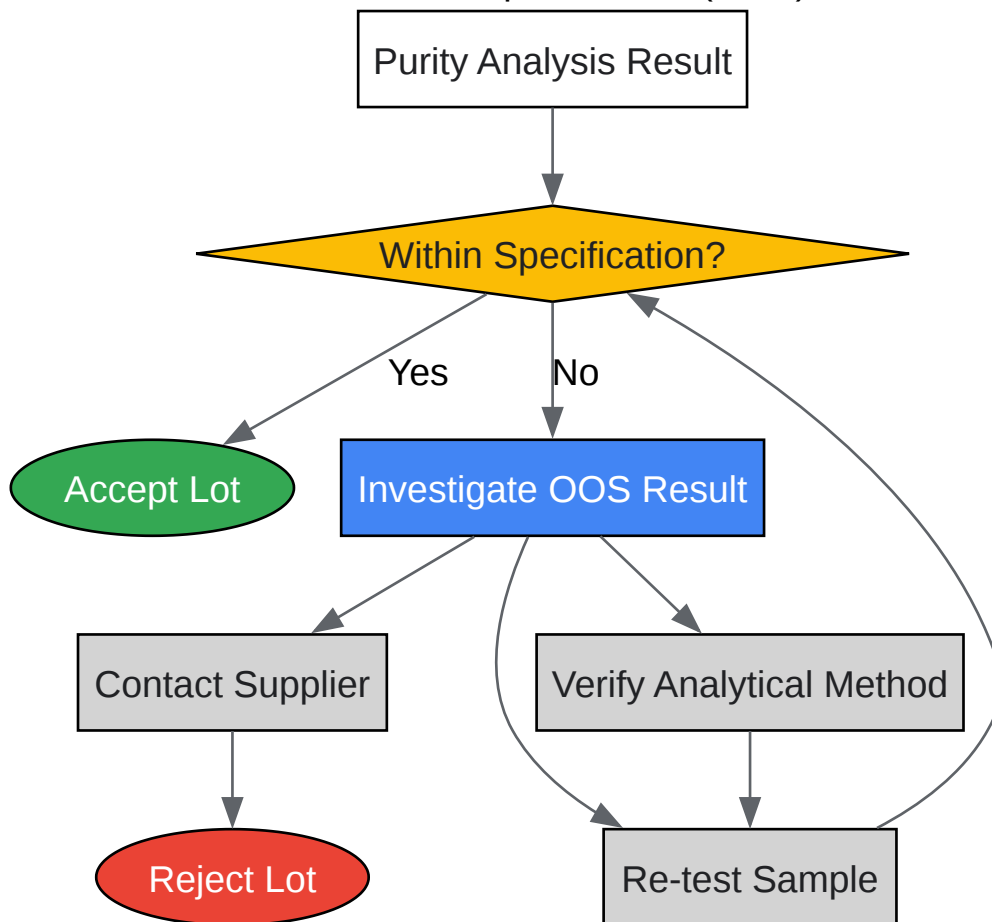 Purity Analysis Result
Within Specification?
Yes
No
Accept Lot
Investigate OOS Result
Contact Supplier
Verify Analytical Method
Reject Lot
Re-test Sample